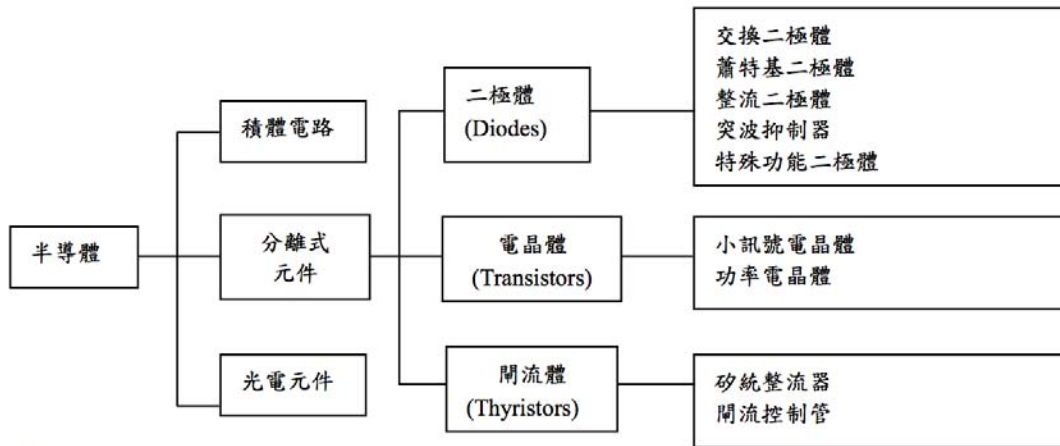 半導體
積體電路
分離式
元件
光電元件
二極體
(Diodes)
電晶體
(Transistors)
閘流體
(Thyristors)
交換二極體
蕭特基二極體
整流二極體
突波抑制器
特殊功能二極體
小訊號電晶體
功率電晶體
矽統整流器
閘流控制管